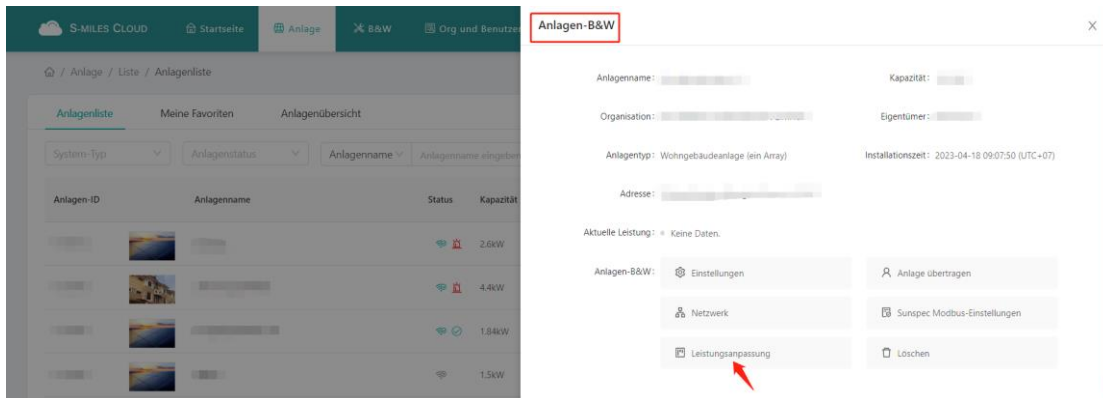 S-MILES CLOUD
Startseite
Anlage
B&W
Org und Benutzer
/ Anlage / Liste / Anlagenliste
Anlagenliste
Meine Favoriten
Anlagenübersicht
System-Typ
Anlagenstatus
Anlagenname
Anlagenname eingeben
Anlagen-ID
Anlagenname
Status
Kapazität
2.6kW
4.4kW
1.84kW
1.5kW
Anlagen-B&W
Anlagenname:
Kapazität:
Organisation:
Eigentümer:
Anlagentyp: Wohngebäudeanlage (ein Array)
Installationszeit: 2023-04-18 09:07:50 (UTC+07)
Adresse:
Aktuelle Leistung: Keine Daten.
Anlagen-B&W:
Einstellungen
Anlage übertragen
Netzwerk
Sunspec Modbus-Einstellungen
Leistungsanpassung
Löschen